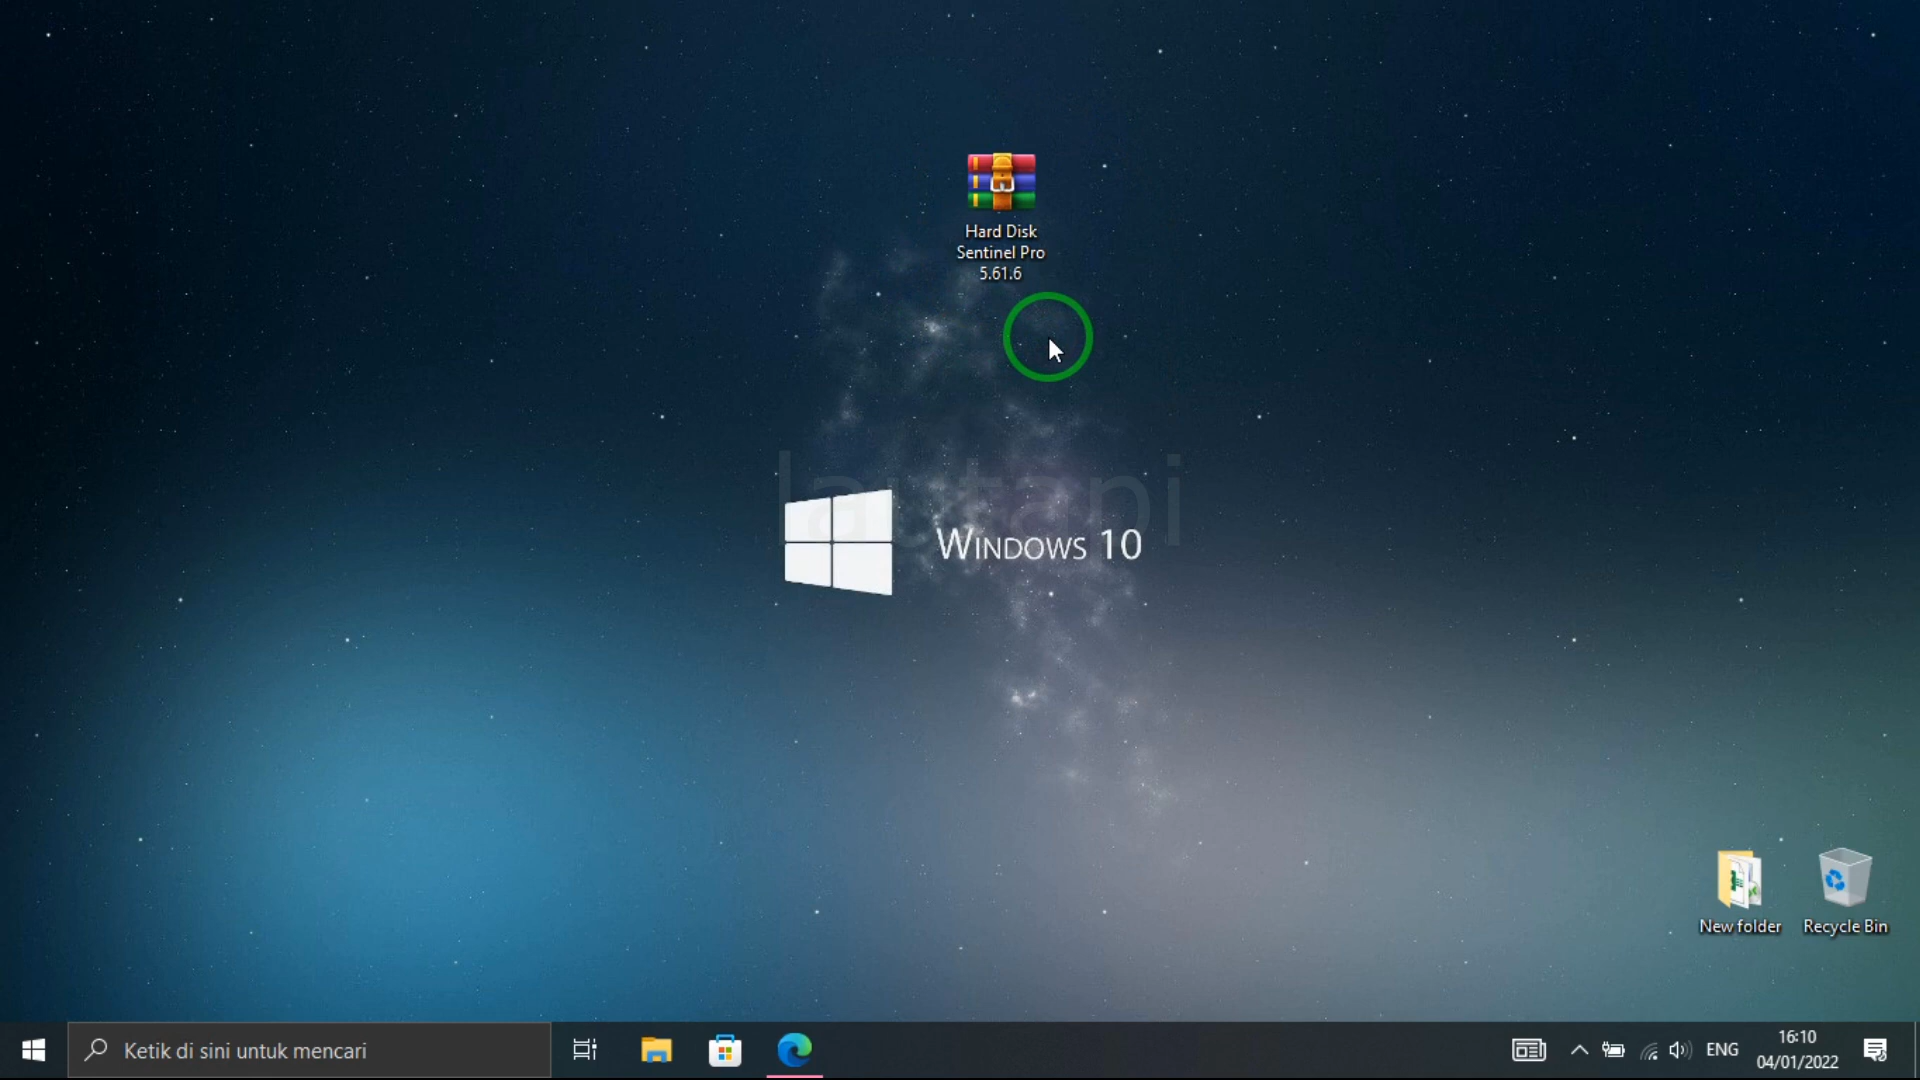 Hard Disk
Sentinel Pro
5.61.6
WINDOWS 10
New folder
Recycle Bin
Ketik di sini untuk mencari
ENG
16:10
04/01/2022